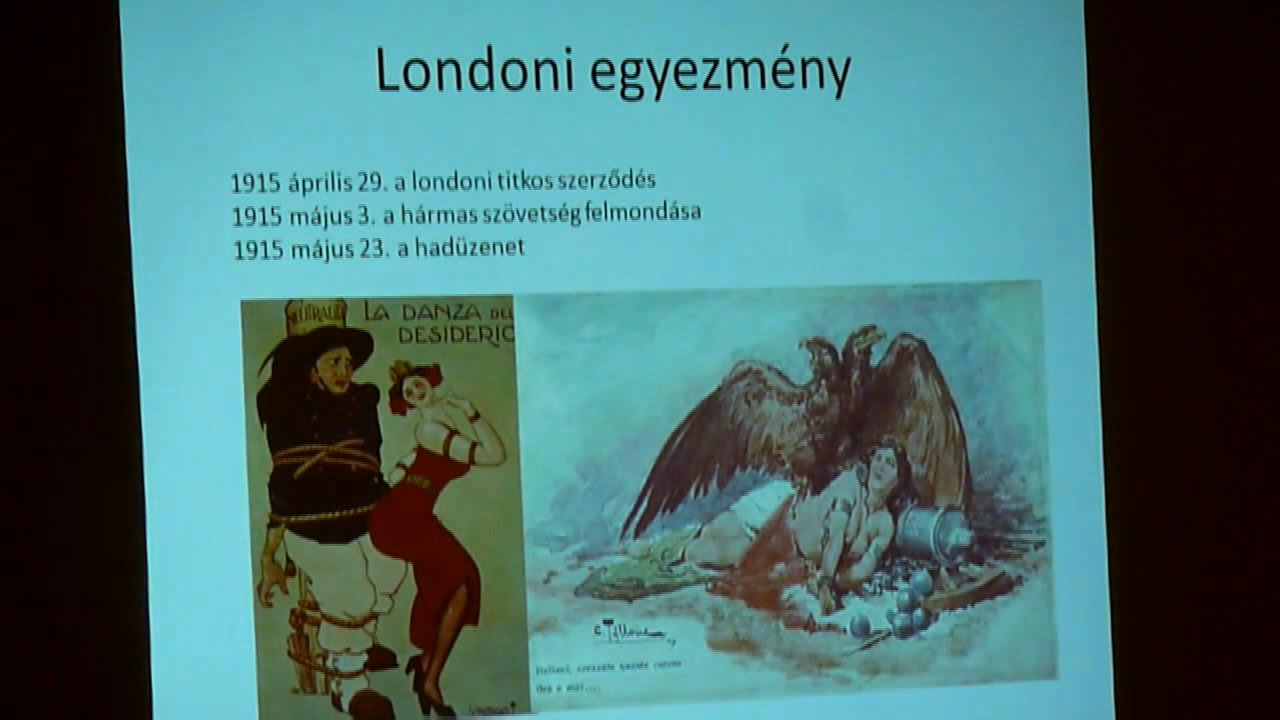 Londoni egyezmény
1915 április 29. a londoni titkos szerződés
1915 május 3. a hármas szövetség felmondása
1915 május 23. a hadüzenet
LA DANZA DEL
DESIDERIO